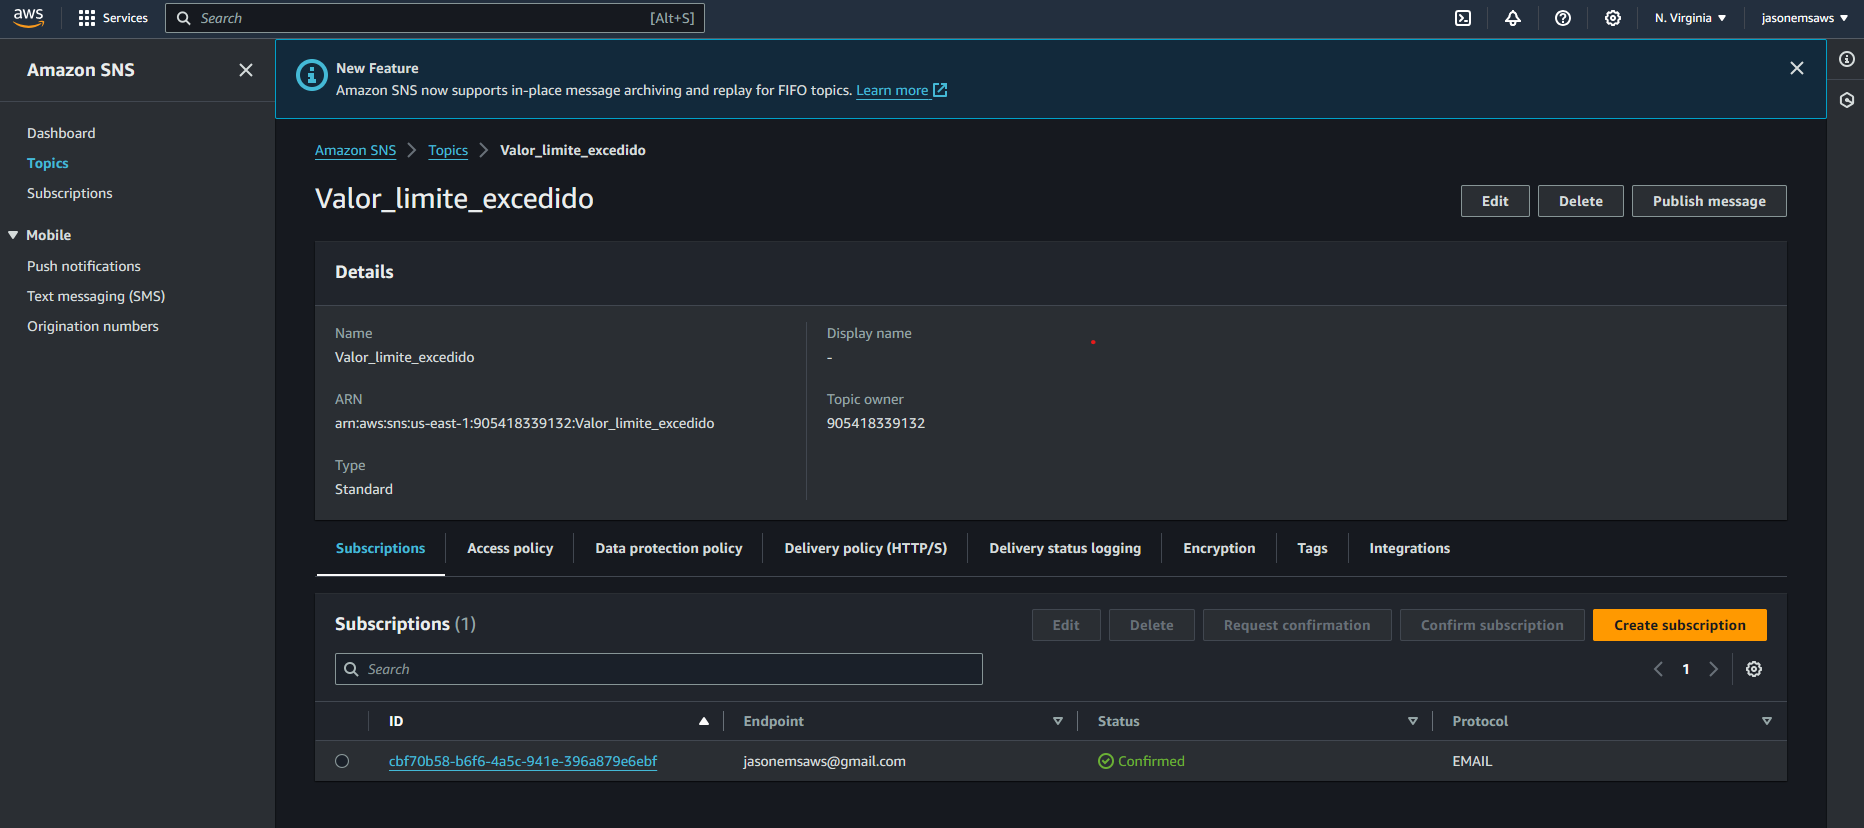 aws Services Search [Alt+S] N. Virginia jasonemsaws
Amazon SNS
Dashboard
Topics
Subscriptions
Mobile
Push notifications
Text messaging (SMS)
Origination numbers
New Feature
Amazon SNS now supports in-place message archiving and replay for FIFO topics. Learn more
Amazon SNS Topics Valor_limite_excedido
Valor_limite_excedido
Edit Delete Publish message
Details
Name
Valor_limite_excedido
ARN
arn:aws:sns:us-east-1:905418339132:Valor_limite_excedido
Type
Standard
Display name
-
Topic owner
905418339132
Subscriptions Access policy Data protection policy Delivery policy (HTTP/S) Delivery status logging Encryption Tags Integrations
Subscriptions (1)
Edit Delete Request confirmation Confirm subscription Create subscription
Search
1
ID Endpoint Status Protocol
cbf70b58-b6f6-4a5c-941e-396a879e6ebf jasonemsaws@gmail.com Confirmed EMAIL